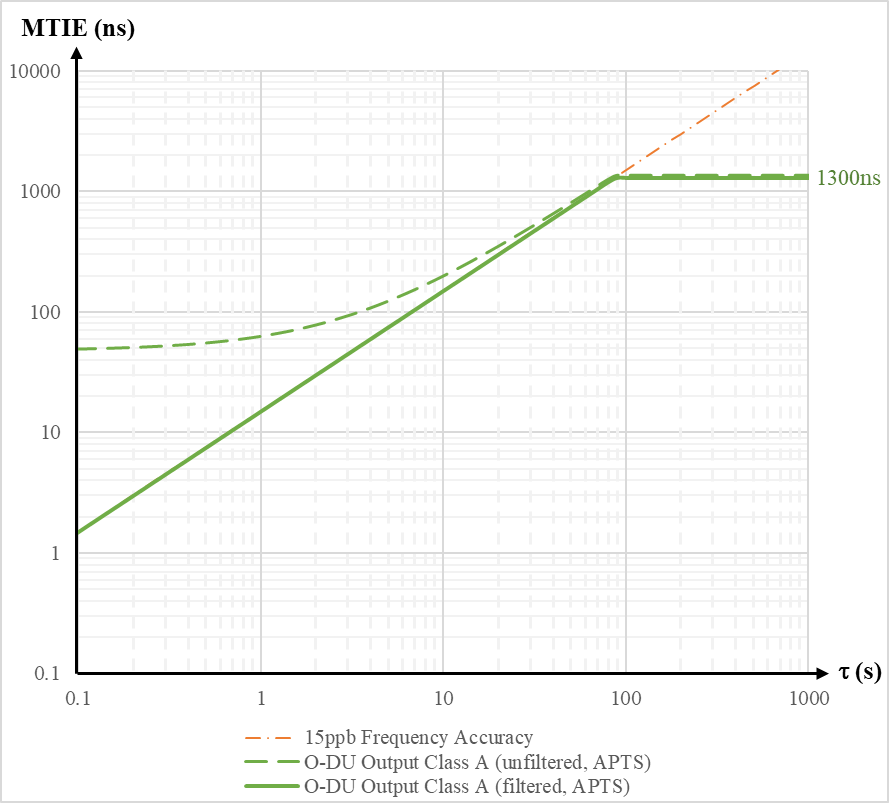 MTIE (ns)
10000
1000
100
10
1
0.1
1300ns
τ (s)
0.1
1
10
100
1000
15ppb Frequency Accuracy
O-DU Output Class A (unfiltered, APTS)
O-DU Output Class A (filtered, APTS)